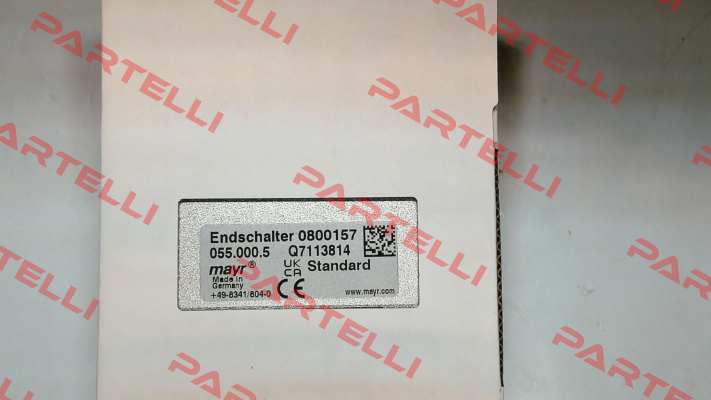 Endschalter 0800157
055.000.5 Q7113814
mayr® UK CA Standard
Made in
Germany
+49-8341/804-0 CE www.mayr.com
PARTELLI
PARTELLI
PARTELLI
PARTELLI
PARTELLI
PARTELLI
PARTELLI
PARTELLI
PARTELLI